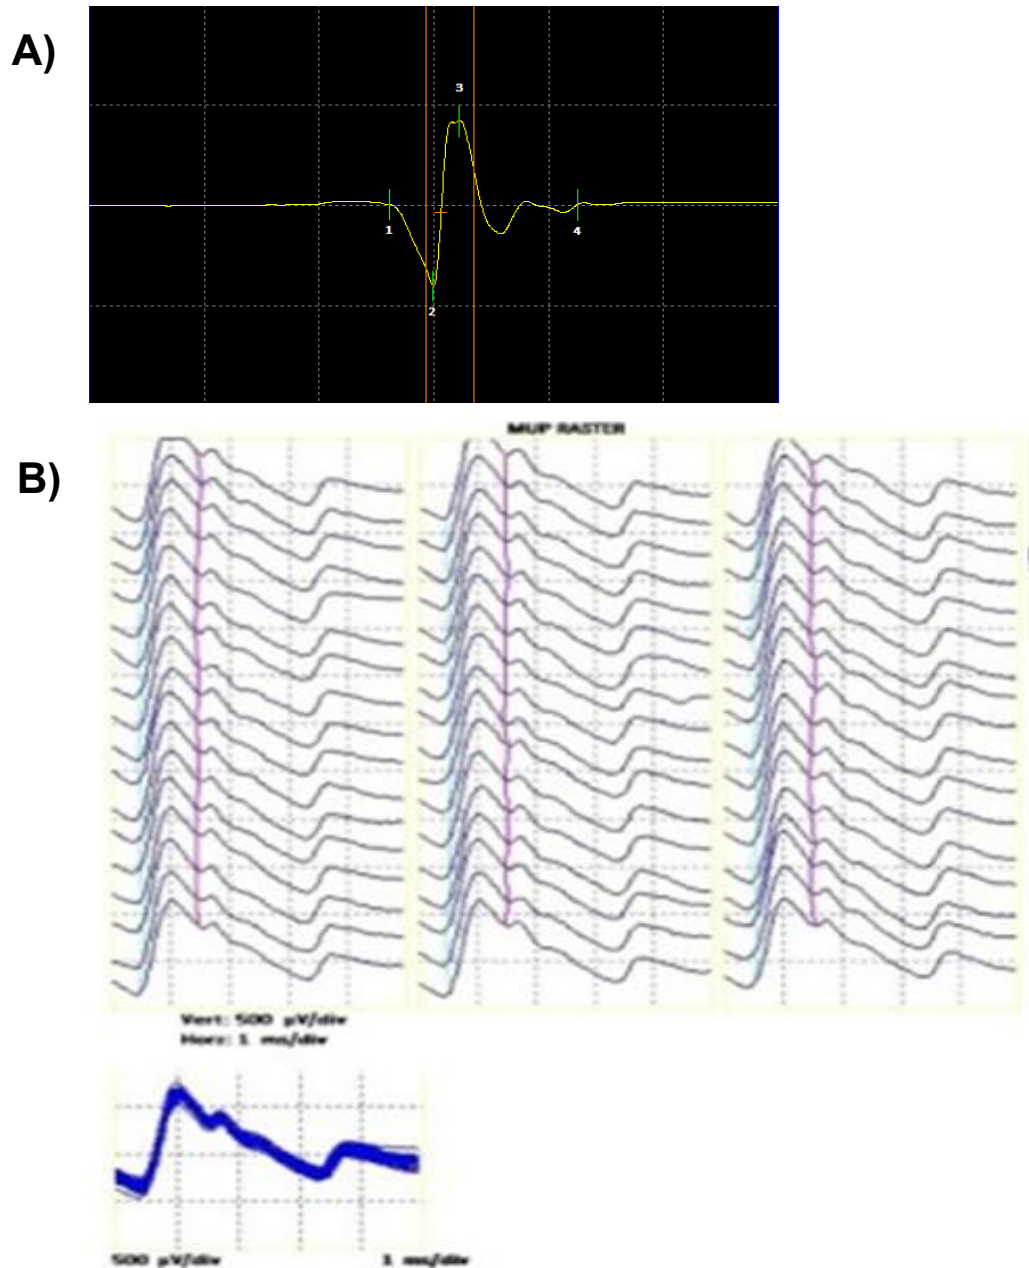 A)
3
1
4
2
MUP RASTER
B)
Vert: 500 µV/div
Horz: 1 ms/div
500 µV/div 1 ms/div